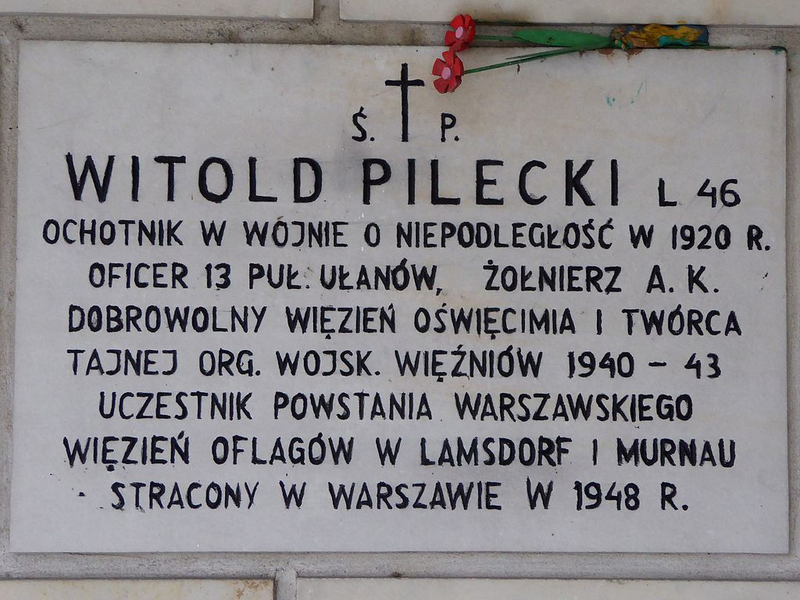 Ś. P.
WITOLD PILECKI L 46
OCHOTNIK W WOJNIE O NIEPODLEGŁOŚĆ W 1920 R.
OFICER 13 PUŁ. UŁANÓW, ŻOŁNIERZ A. K.
DOBROWOLNY WIĘZIEŃ OŚWIĘCIMIA I TWÓRCA
TAJNEJ ORG. WOJSK. WIĘŹNIÓW 1940 – 43
UCZESTNIK POWSTANIA WARSZAWSKIEGO
WIĘZIEŃ OFLAGÓW W LAMSDORF I MURNAU
STRACONY W WARSZAWIE W 1948 R.